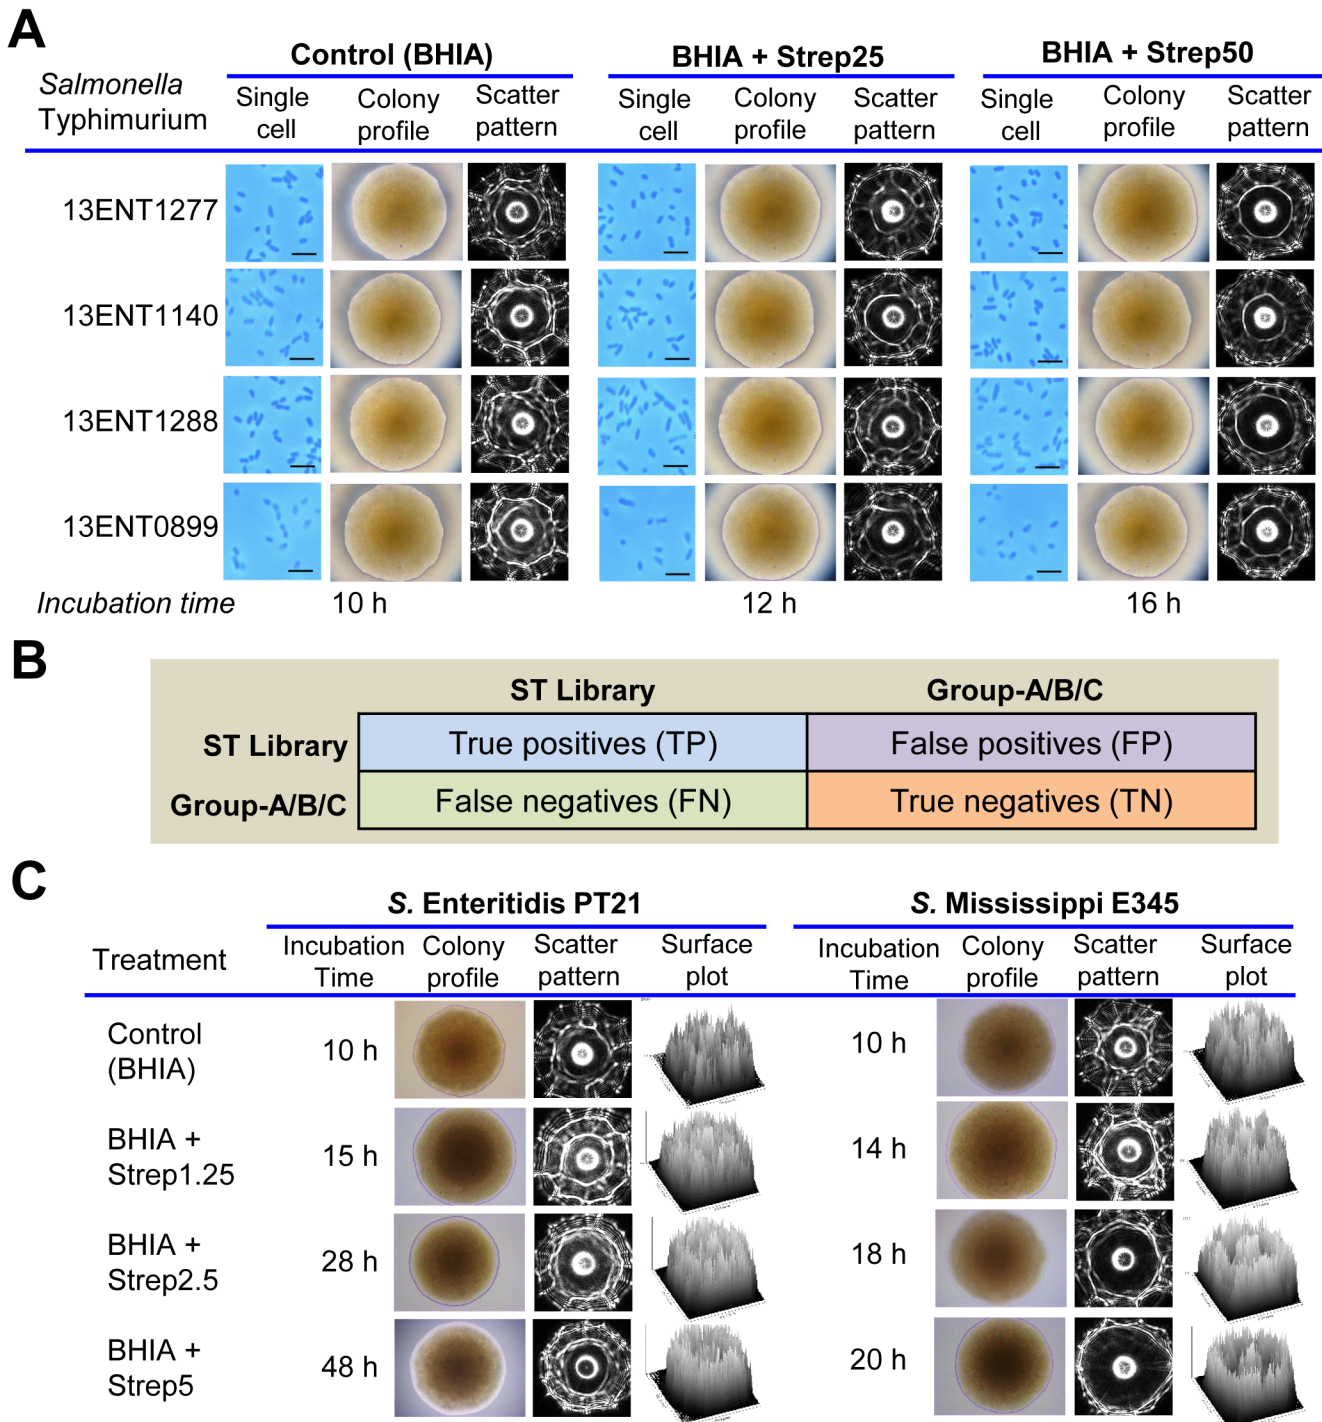 A
Control (BHIA) BHIA + Strep25 BHIA + Strep50
Salmonella Typhimurium
Single cell Colony profile Scatter pattern Single cell Colony profile Scatter pattern Single cell Colony profile Scatter pattern
13ENT1277
13ENT1140
13ENT1288
13ENT0899
Incubation time 10 h 12 h 16 h
B
ST Library Group-A/B/C
ST Library True positives (TP) False positives (FP)
Group-A/B/C False negatives (FN) True negatives (TN)
C
S. Enteritidis PT21 S. Mississippi E345
Treatment Incubation Time Colony profile Scatter pattern Surface plot Incubation Time Colony profile Scatter pattern Surface plot
Control (BHIA) 10 h 10 h
BHIA + Strep1.25 15 h 14 h
BHIA + Strep2.5 28 h 18 h
BHIA + Strep5 48 h 20 h